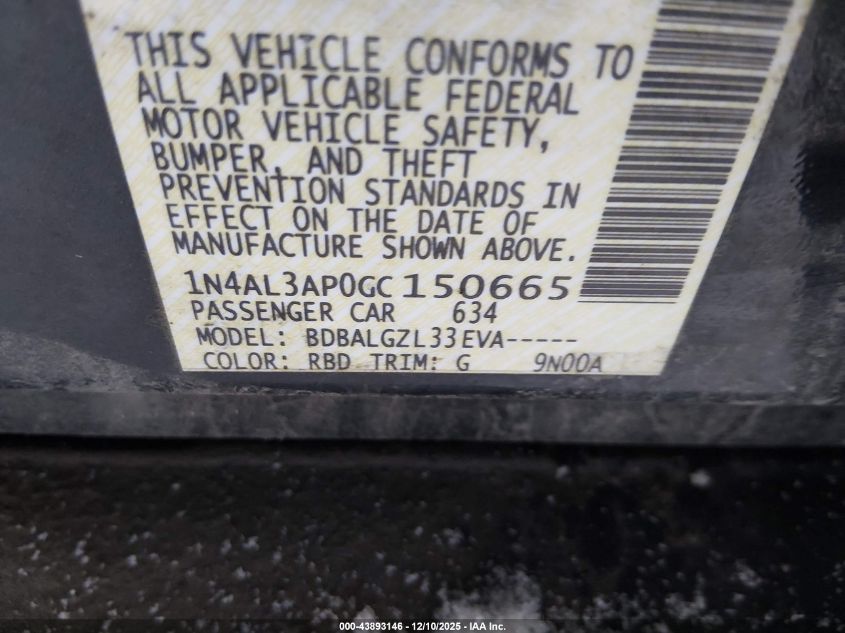 THIS VEHICLE CONFORMS TO
ALL APPLICABLE FEDERAL
MOTOR VEHICLE SAFETY,
BUMPER, AND THEFT
PREVENTION STANDARDS IN
EFFECT ON THE DATE OF
MANUFACTURE SHOWN ABOVE.
1N4AL3AP0GC150665
PASSENGER CAR 634
MODEL: BDBALGZL33EVA-----
COLOR: RBD TRIM: G 9N00A
000-43893146 - 12/10/2025 - IAA Inc.